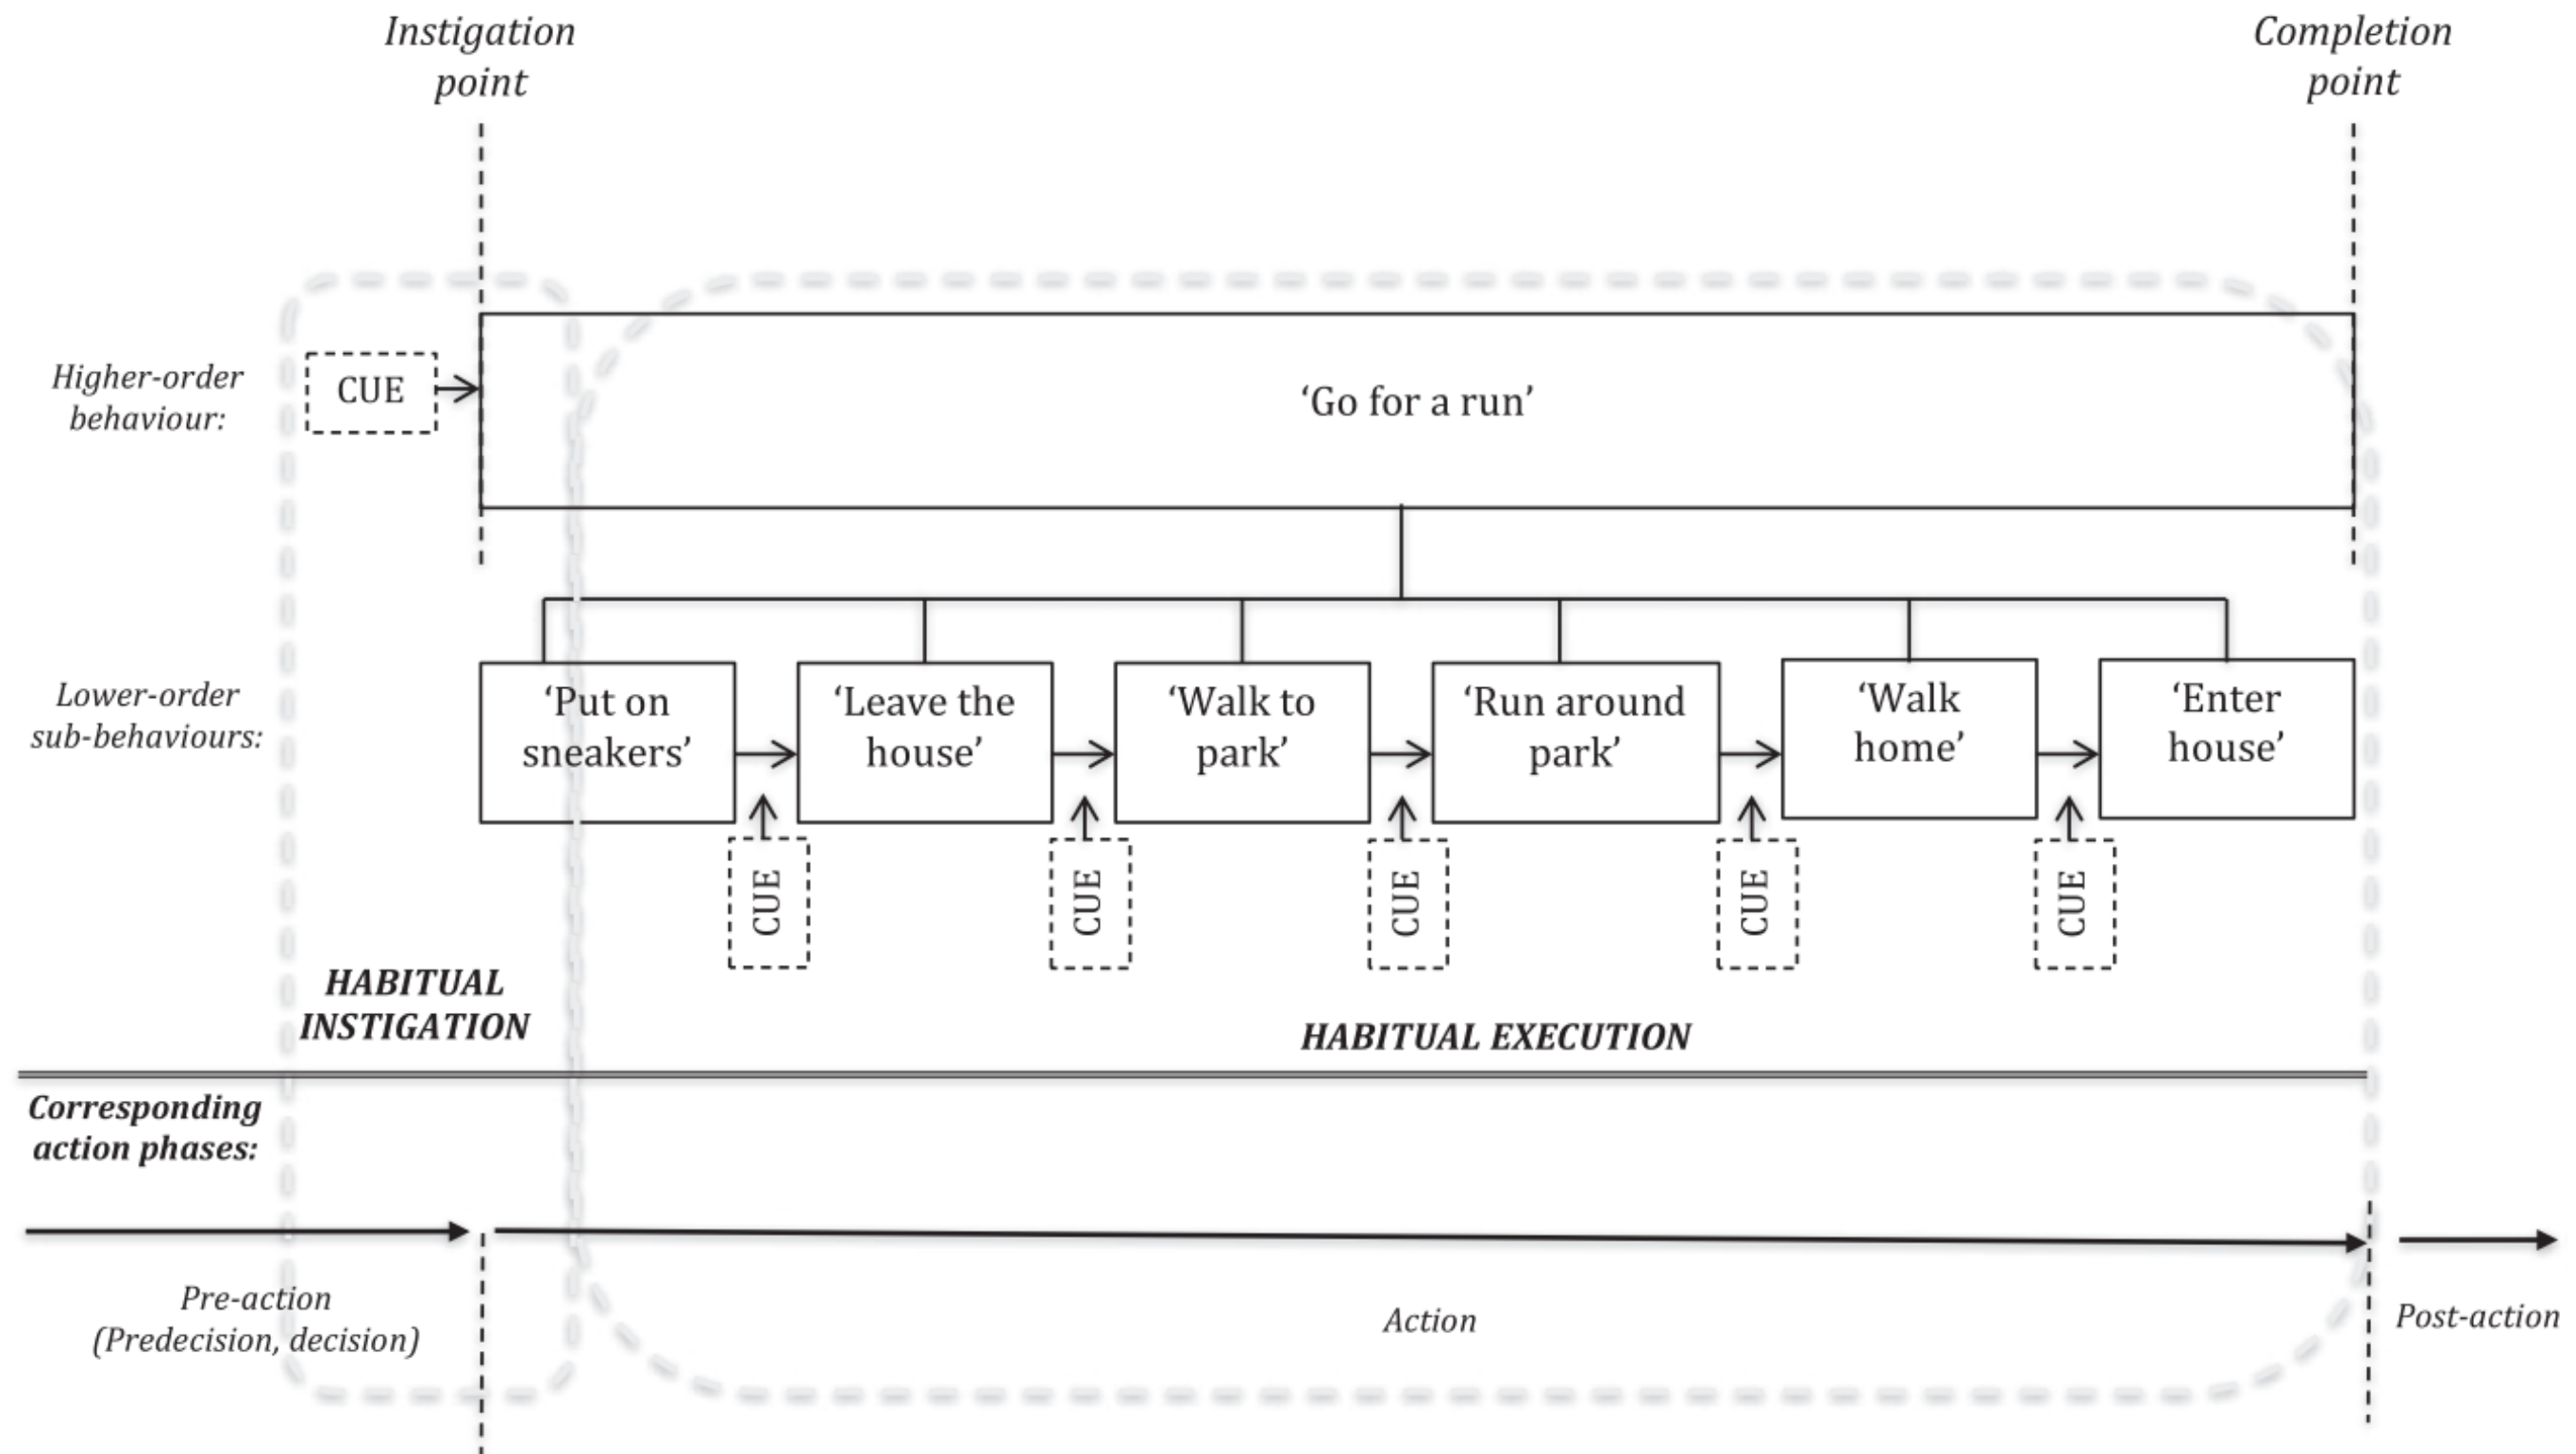 Instigation
point
Completion
point
Higher-order
behaviour:
CUE
‘Go for a run’
Lower-order
sub-behaviours:
‘Put on
sneakers’
‘Leave the
house’
‘Walk to
park’
‘Run around
park’
‘Walk
home’
‘Enter
house’
CUE
CUE
CUE
CUE
CUE
HABITUAL
INSTIGATION
HABITUAL EXECUTION
Corresponding
action phases:
Pre-action
(Predecision, decision)
Action
Post-action